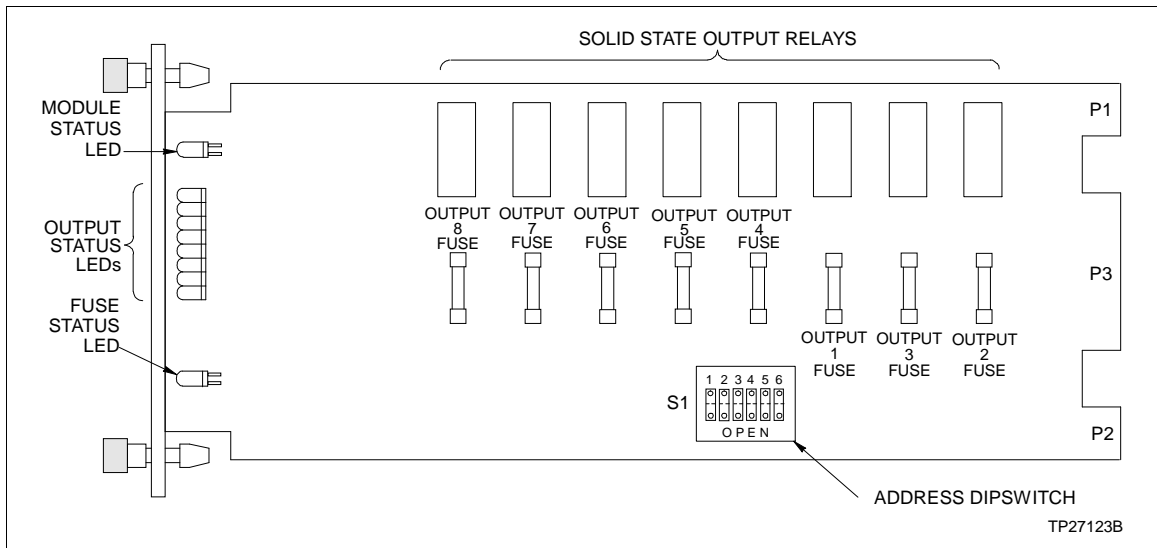 SOLID STATE OUTPUT RELAYS
MODULE
STATUS
LED
P1
OUTPUT
STATUS
LEDs
OUTPUT
8
FUSE
OUTPUT
7
FUSE
OUTPUT
6
FUSE
OUTPUT
5
FUSE
OUTPUT
4
FUSE
P3
FUSE
STATUS
LED
OUTPUT
1
FUSE
OUTPUT
3
FUSE
OUTPUT
2
FUSE
1 2 3 4 5 6
S1
OPEN
P2
ADDRESS DIPSWITCH
TP27123B